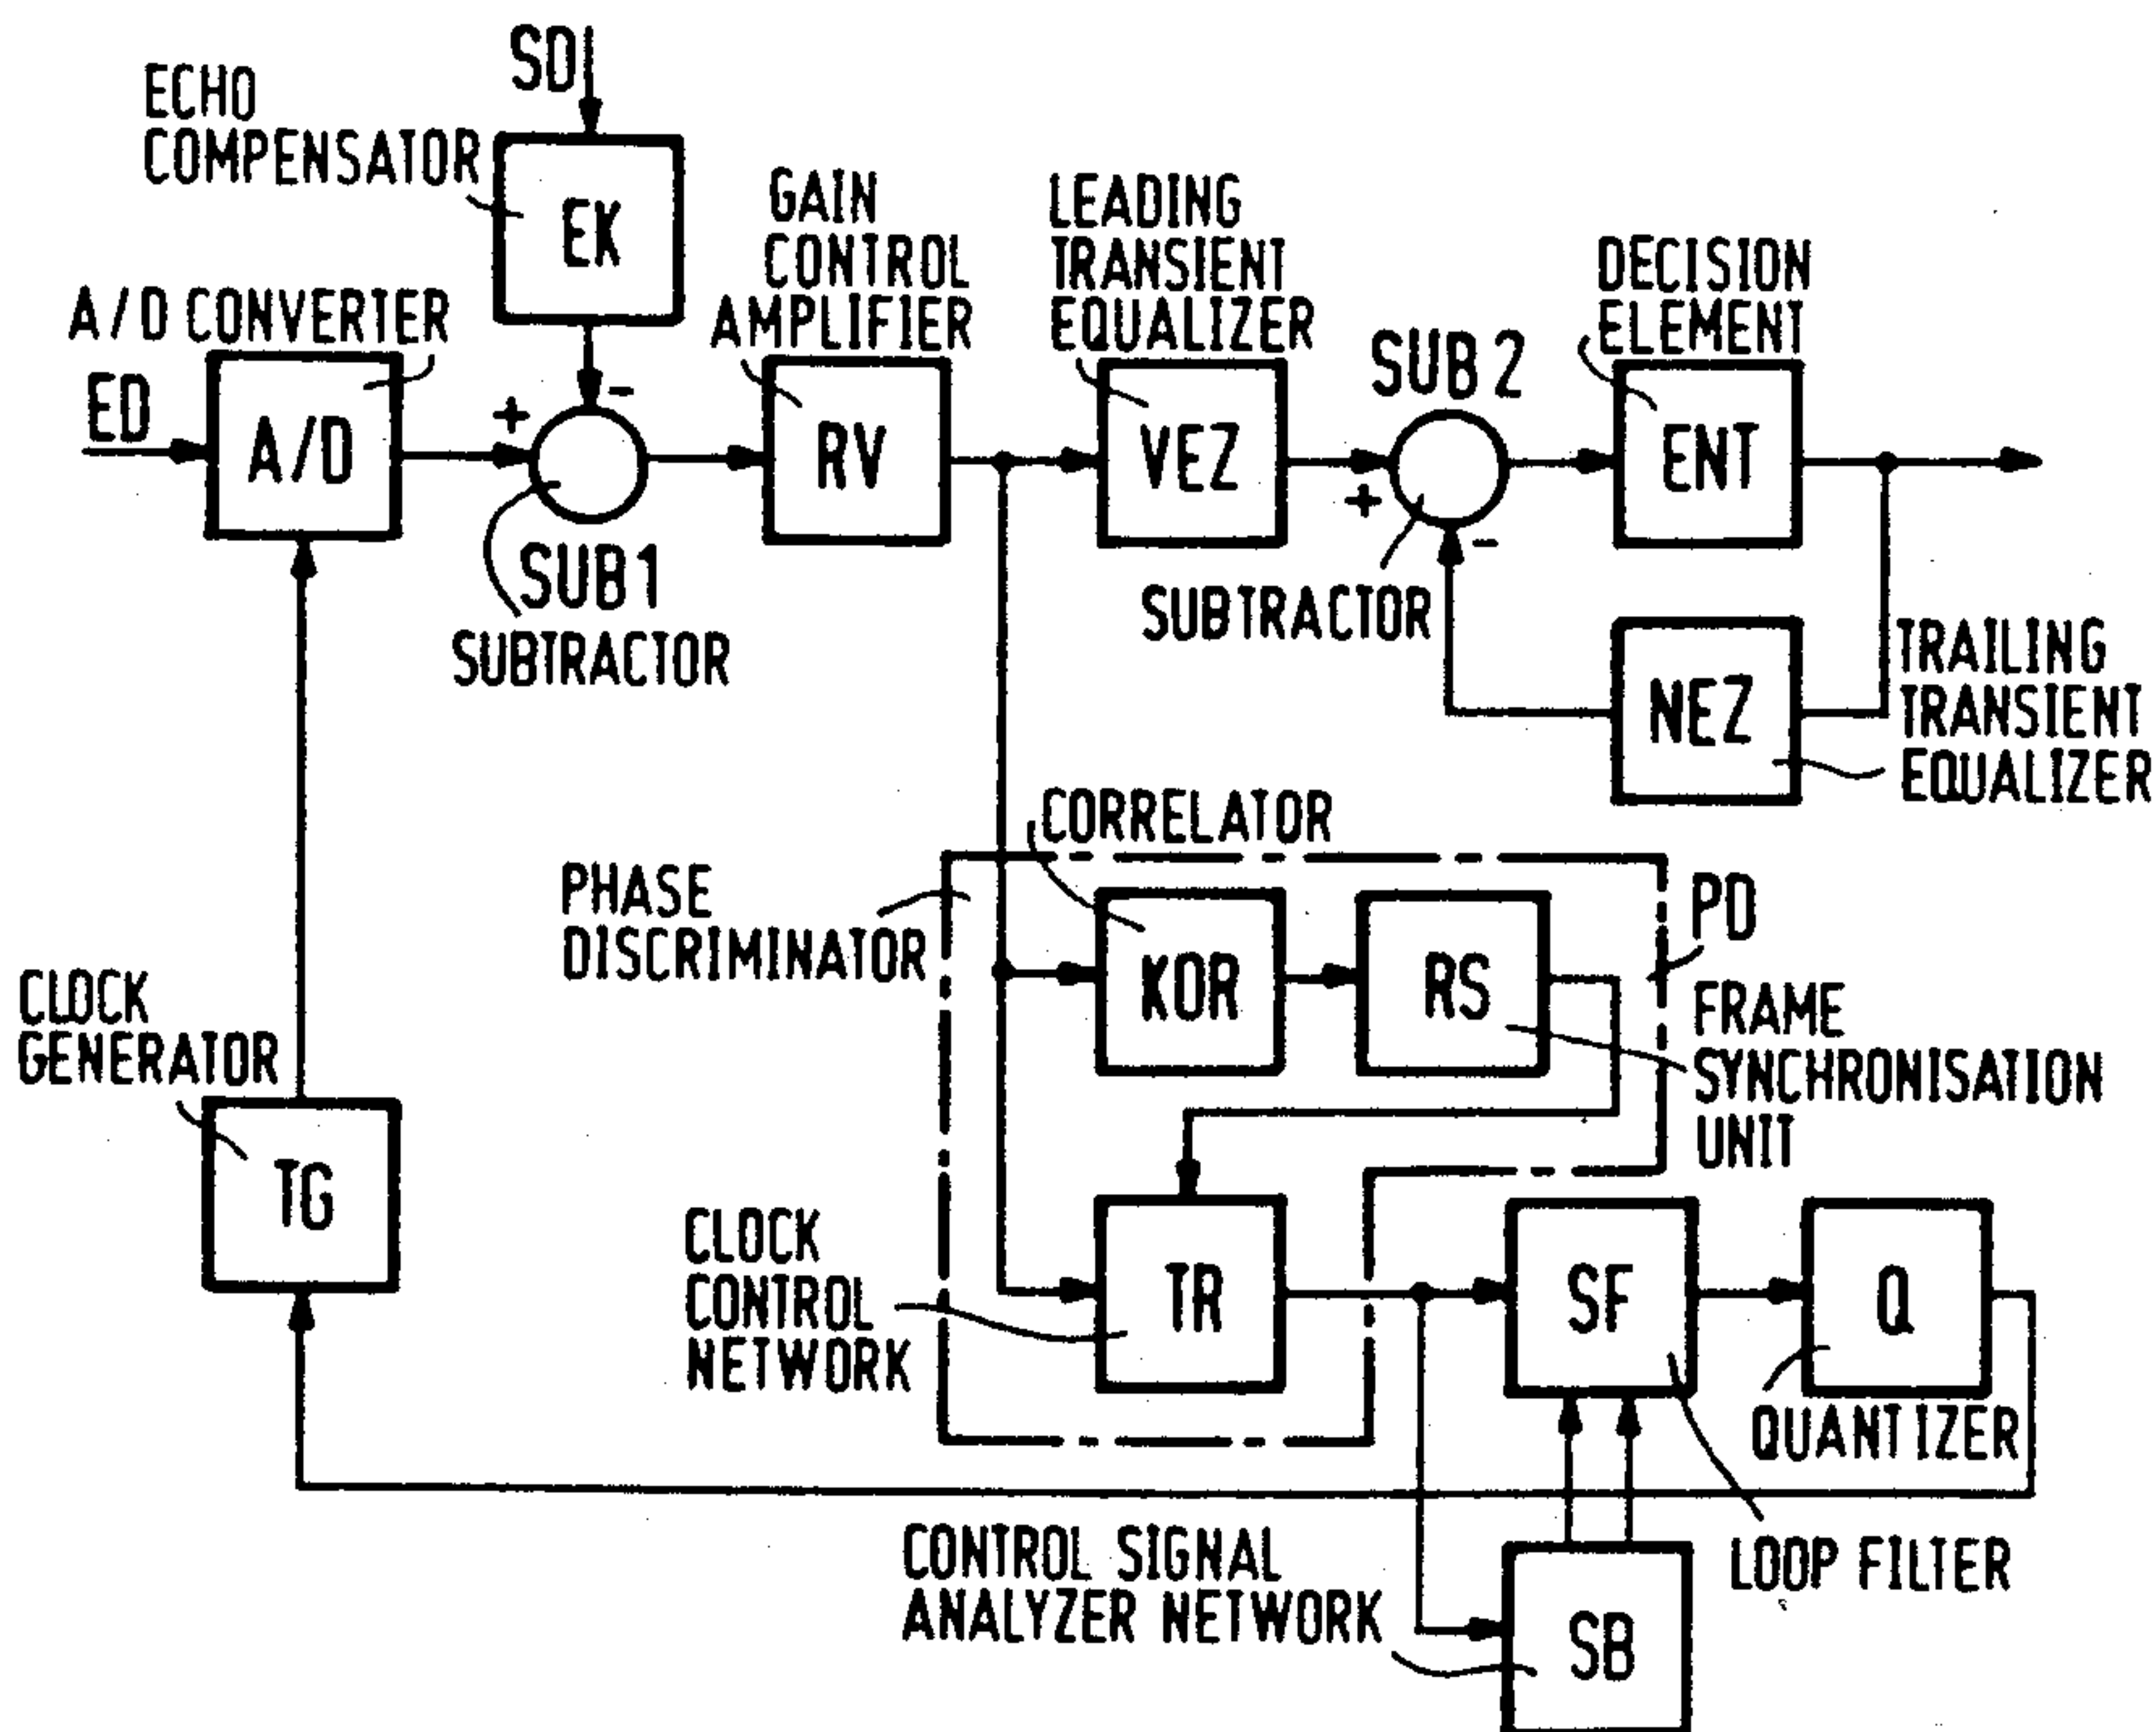 SD
ECHO
COMPENSATOR
EK
GAIN
CONTROL
AMPLIFIER
LEADING
TRANSIENT
EQUALIZER
DECISION
ELEMENT
A/D CONVERTER
ED
A/D
+
-
RV
VEZ
SUB 2
+
-
ENT
SUB1
SUBTRACTOR
SUBTRACTOR
NEZ
TRAILING
TRANSIENT
EQUALIZER
CORRELATOR
PHASE
DISCRIMINATOR
KOR
RS
PD
FRAME
SYNCHRONISATION
UNIT
CLOCK
GENERATOR
TG
CLOCK
CONTROL
NETWORK
TR
SF
Q
QUANTIZER
LOOP FILTER
CONTROL SIGNAL
ANALYZER NETWORK
SB